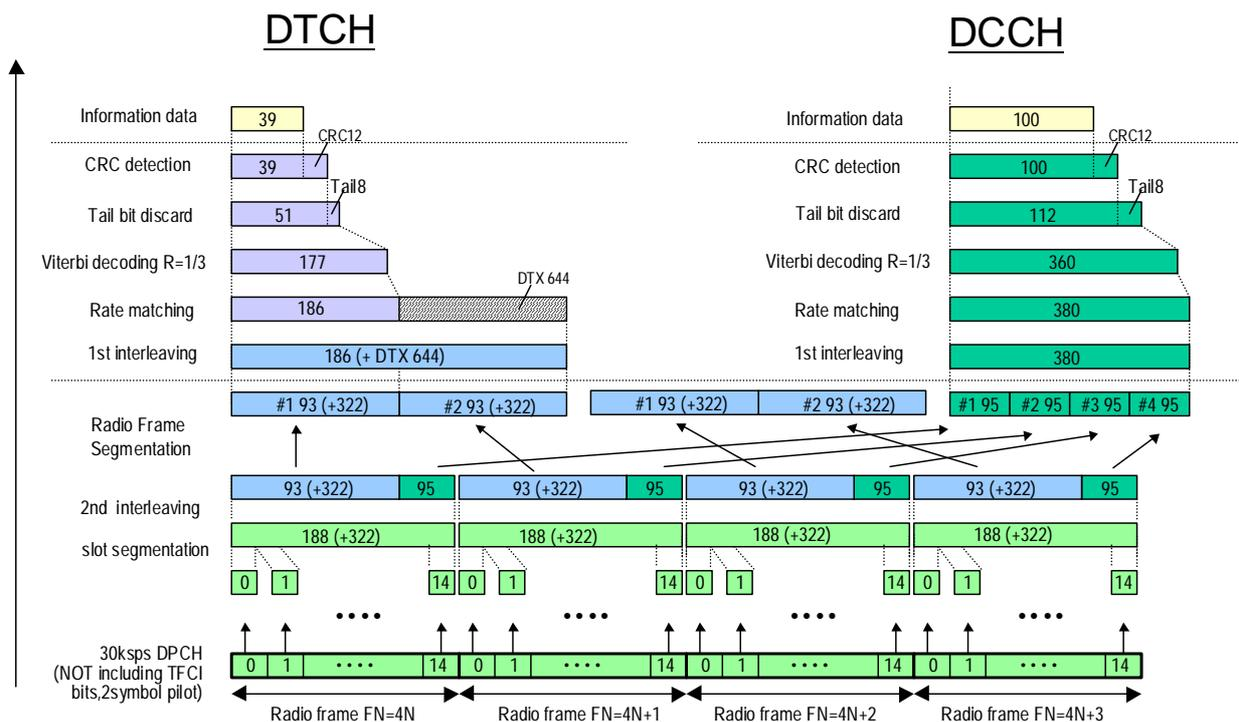 DTCH
DCCH
Information data
39
Information data
100
CRC12
CRC12
CRC detection
39
CRC detection
100
Tail8
Tail8
Tail bit discard
51
Tail bit discard
112
Viterbi decoding R=1/3
177
Viterbi decoding R=1/3
360
DTX 644
Rate matching
186
Rate matching
380
1st interleaving
186 (+ DTX 644)
1st interleaving
380
#1 93 (+322)
#2 93 (+322)
#1 93 (+322)
#2 93 (+322)
#1 95
#2 95
#3 95
#4 95
Radio Frame
Segmentation
93 (+322)
95
93 (+322)
95
93 (+322)
95
93 (+322)
95
2nd interleaving
188 (+322)
188 (+322)
188 (+322)
188 (+322)
slot segmentation
0
1
14
0
1
14
0
1
14
0
1
14
••••
••••
••••
••••
30ksps DPCH
(NOT including TFCI
bits,2symbol pilot)
0
1
••••
14
0
1
••••
14
0
1
••••
14
0
1
••••
14
Radio frame FN=4N
Radio frame FN=4N+1
Radio frame FN=4N+2
Radio frame FN=4N+3